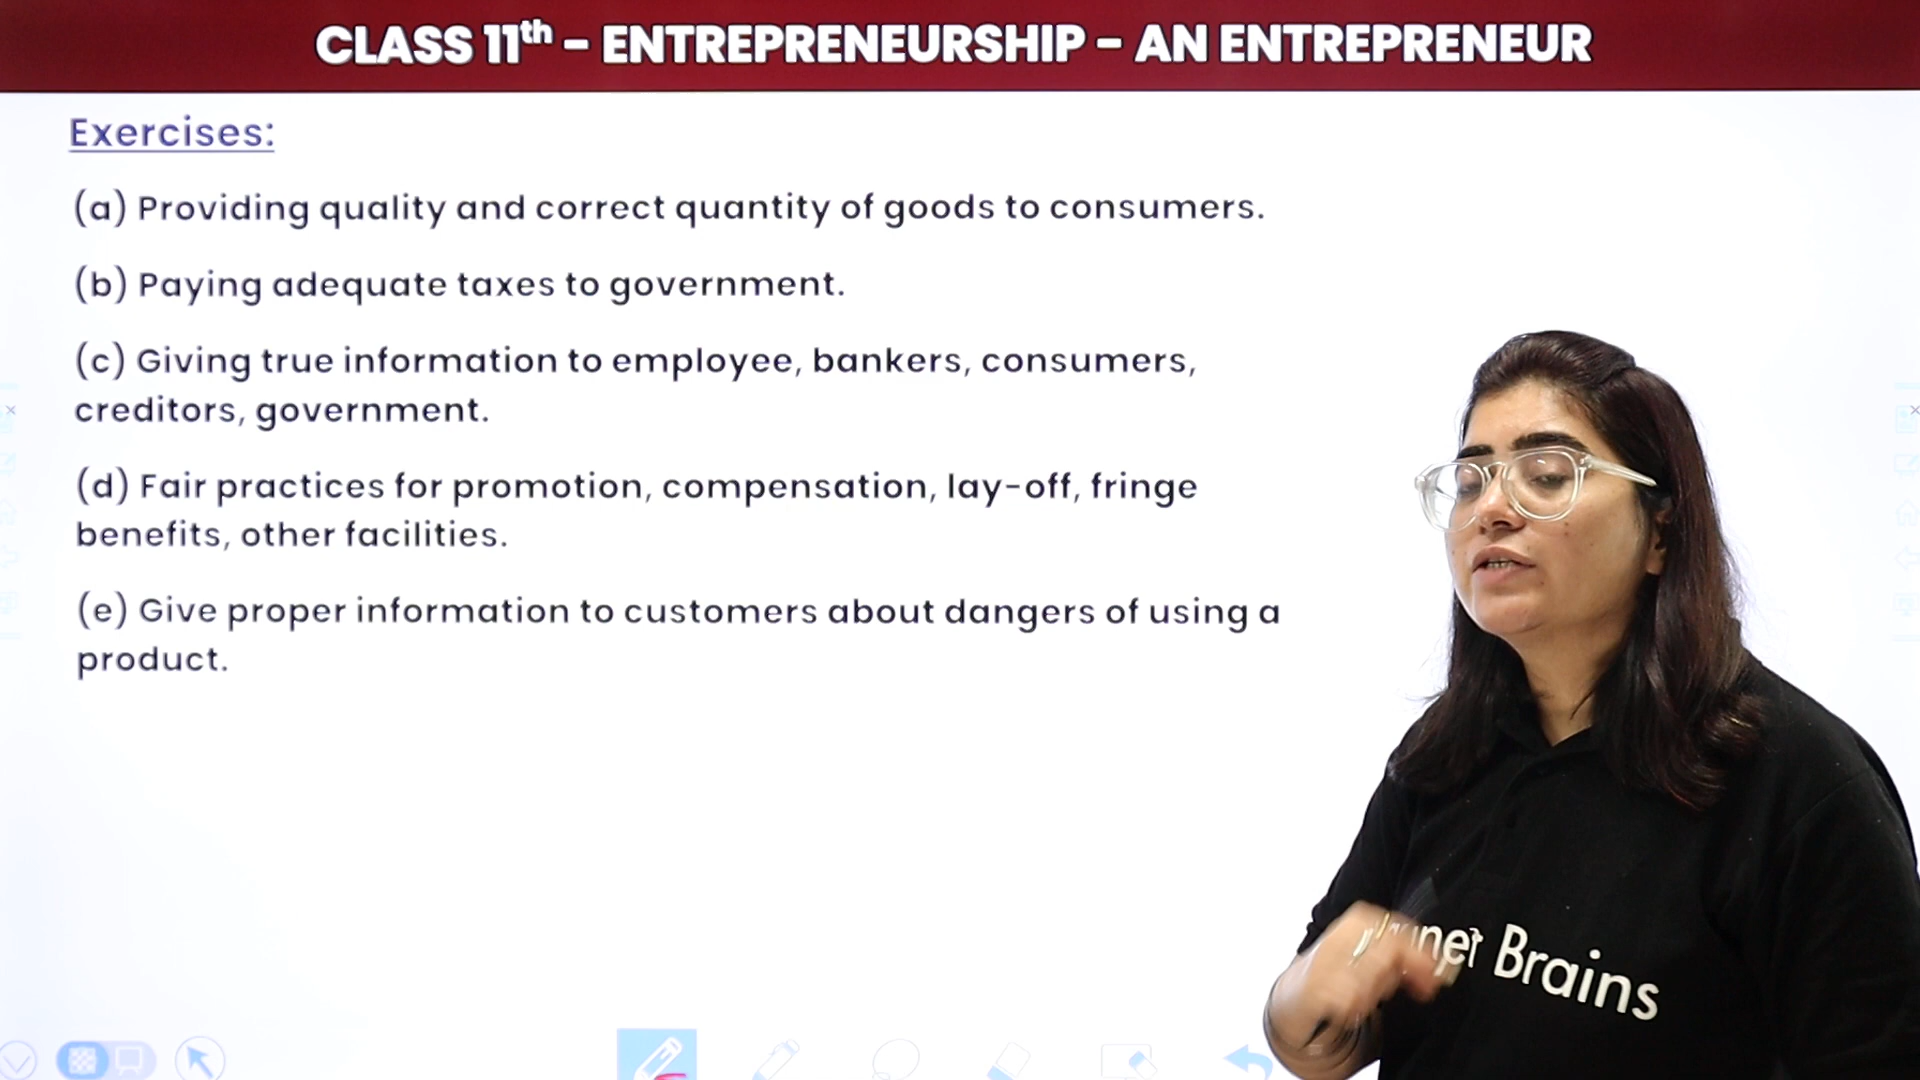 CLASS 11th - ENTREPRENEURSHIP - AN ENTREPRENEUR
Exercises:
(a) Providing quality and correct quantity of goods to consumers.
(b) Paying adequate taxes to government.
(c) Giving true information to employee, bankers, consumers,
creditors, government.
(d) Fair practices for promotion, compensation, lay-off, fringe
benefits, other facilities.
(e) Give proper information to customers about dangers of using a
product.
Brains